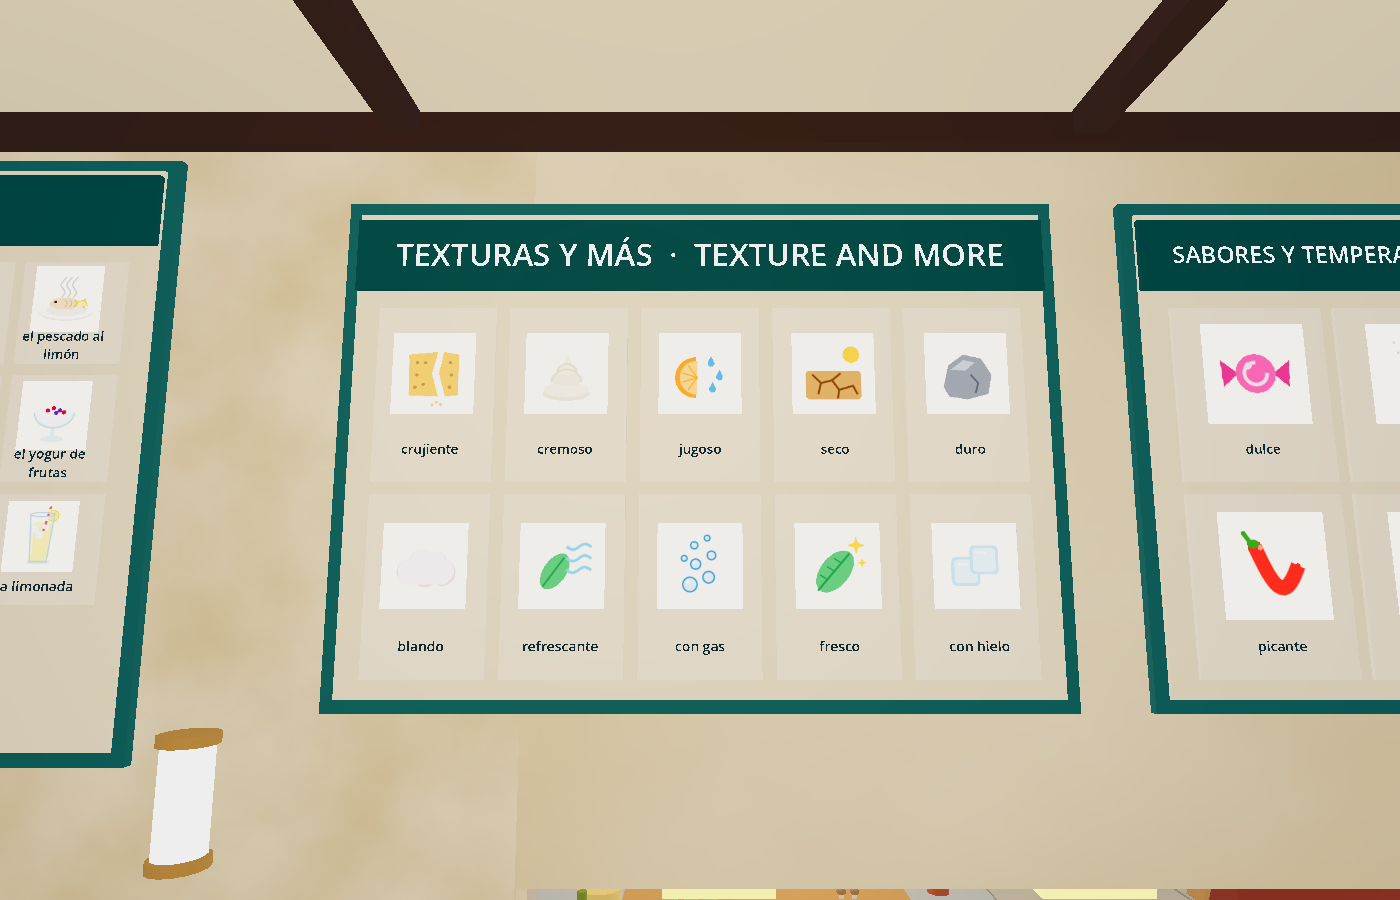 el pescado al
limón
el yogur de
frutas
a limonada
TEXTURAS Y MÁS · TEXTURE AND MORE
crujiente
cremoso
jugoso
seco
duro
blando
refrescante
con gas
fresco
con hielo
SABORES Y TEMPERA
dulce
picante